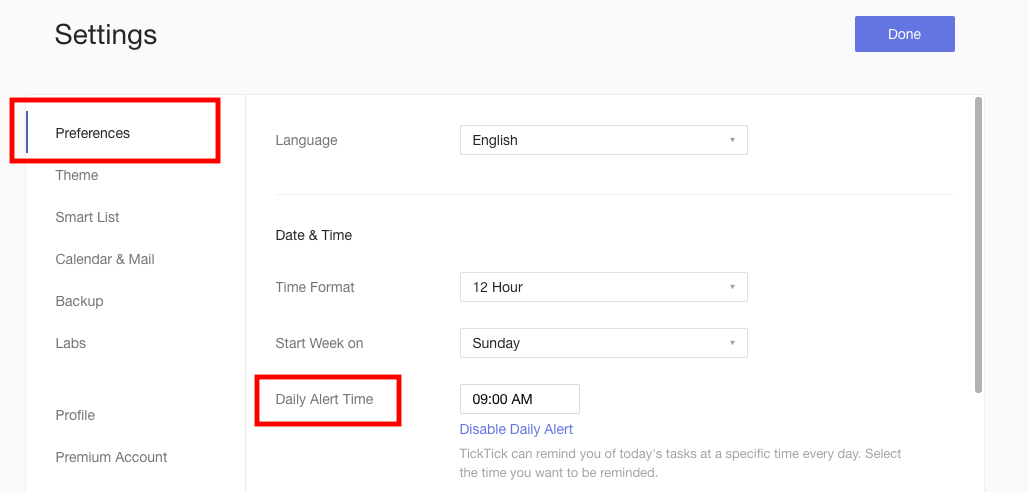 Settings
Done
Preferences
Theme
Smart List
Calendar & Mail
Backup
Labs
Profile
Premium Account
Language
English
Date & Time
Time Format
12 Hour
Start Week on
Sunday
Daily Alert Time
09:00 AM
Disable Daily Alert
TickTick can remind you of today's tasks at a specific time every day. Select
the time you want to be reminded.